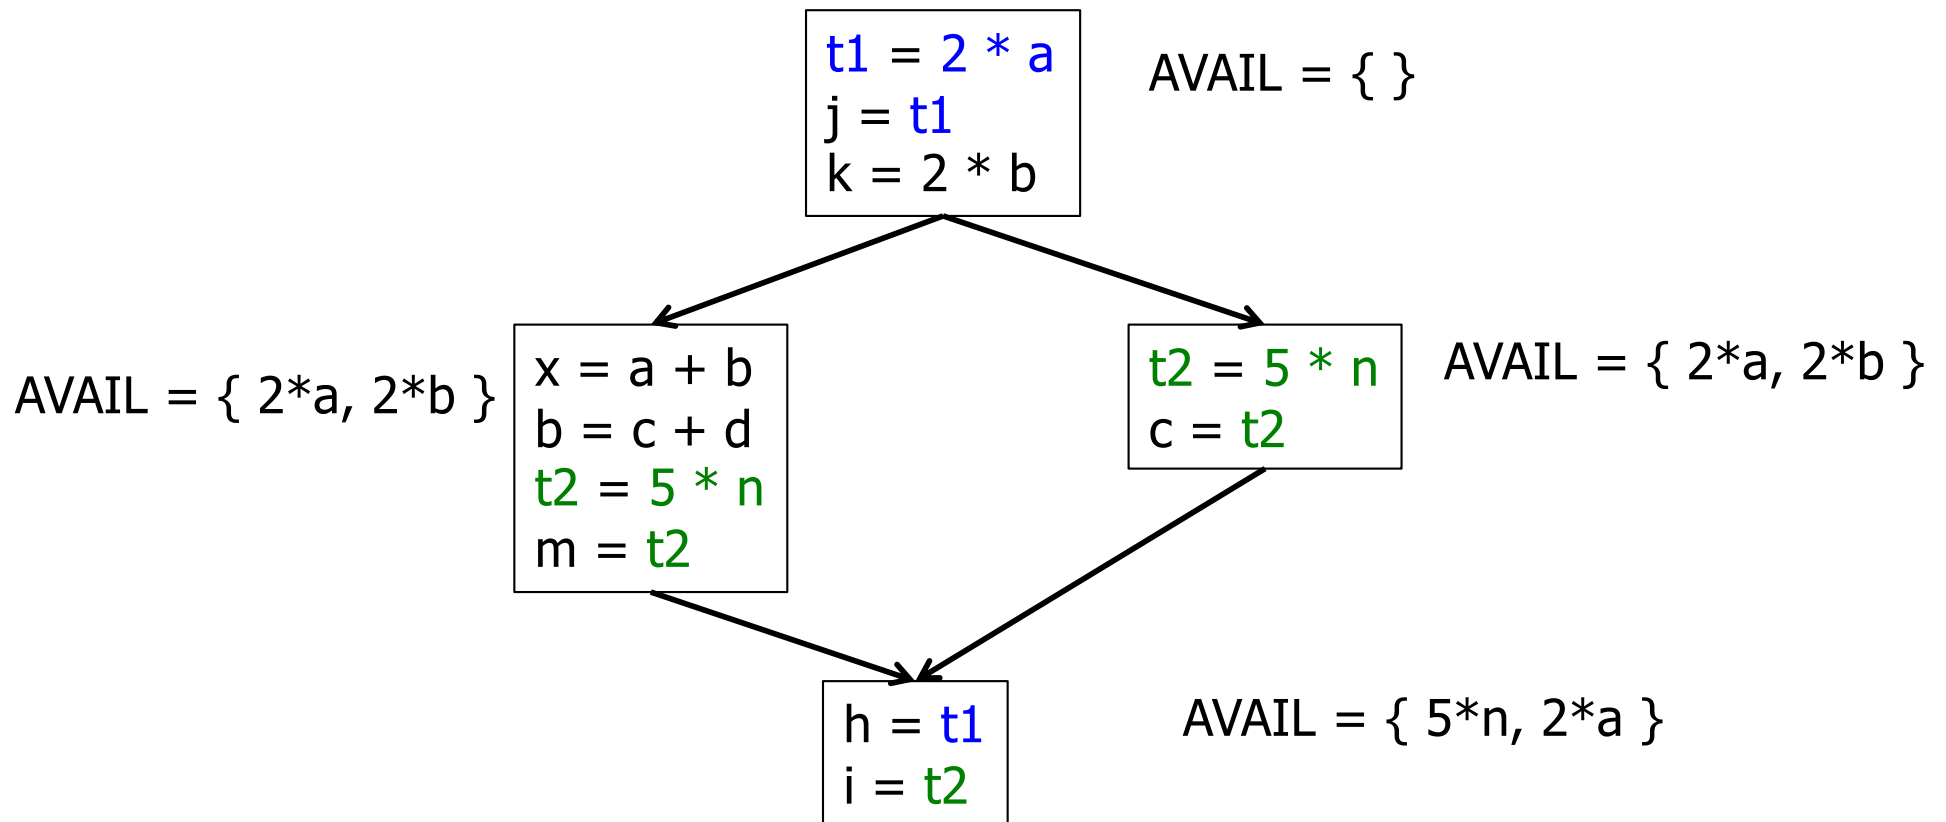 t1 = 2 * a
j = t1
k = 2 * b
AVAIL = { }
AVAIL = { 2*a, 2*b }
x = a + b
b = c + d
t2 = 5 * n
m = t2
t2 = 5 * n
c = t2
AVAIL = { 2*a, 2*b }
h = t1
i = t2
AVAIL = { 5*n, 2*a }